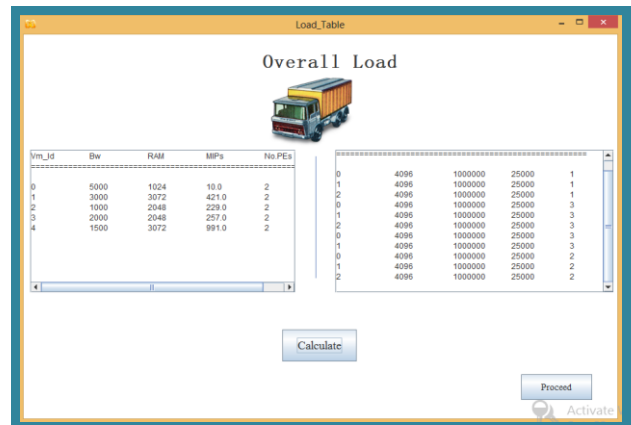 Load_Table
Overall Load
Vm_Id Bw RAM MIPs No.PEs
==================================================
0 5000 1024 10.0 2
1 3000 3072 421.0 2
2 1000 2048 229.0 2
3 2000 2048 257.0 2
4 1500 3072 991.0 2
==================================================
0 4096 1000000 25000 1
1 4096 1000000 25000 1
2 4096 1000000 25000 1
0 4096 1000000 25000 3
1 4096 1000000 25000 3
2 4096 1000000 25000 3
0 4096 1000000 25000 3
1 4096 1000000 25000 3
0 4096 1000000 25000 2
1 4096 1000000 25000 2
2 4096 1000000 25000 2
Calculate
Proceed
Activate